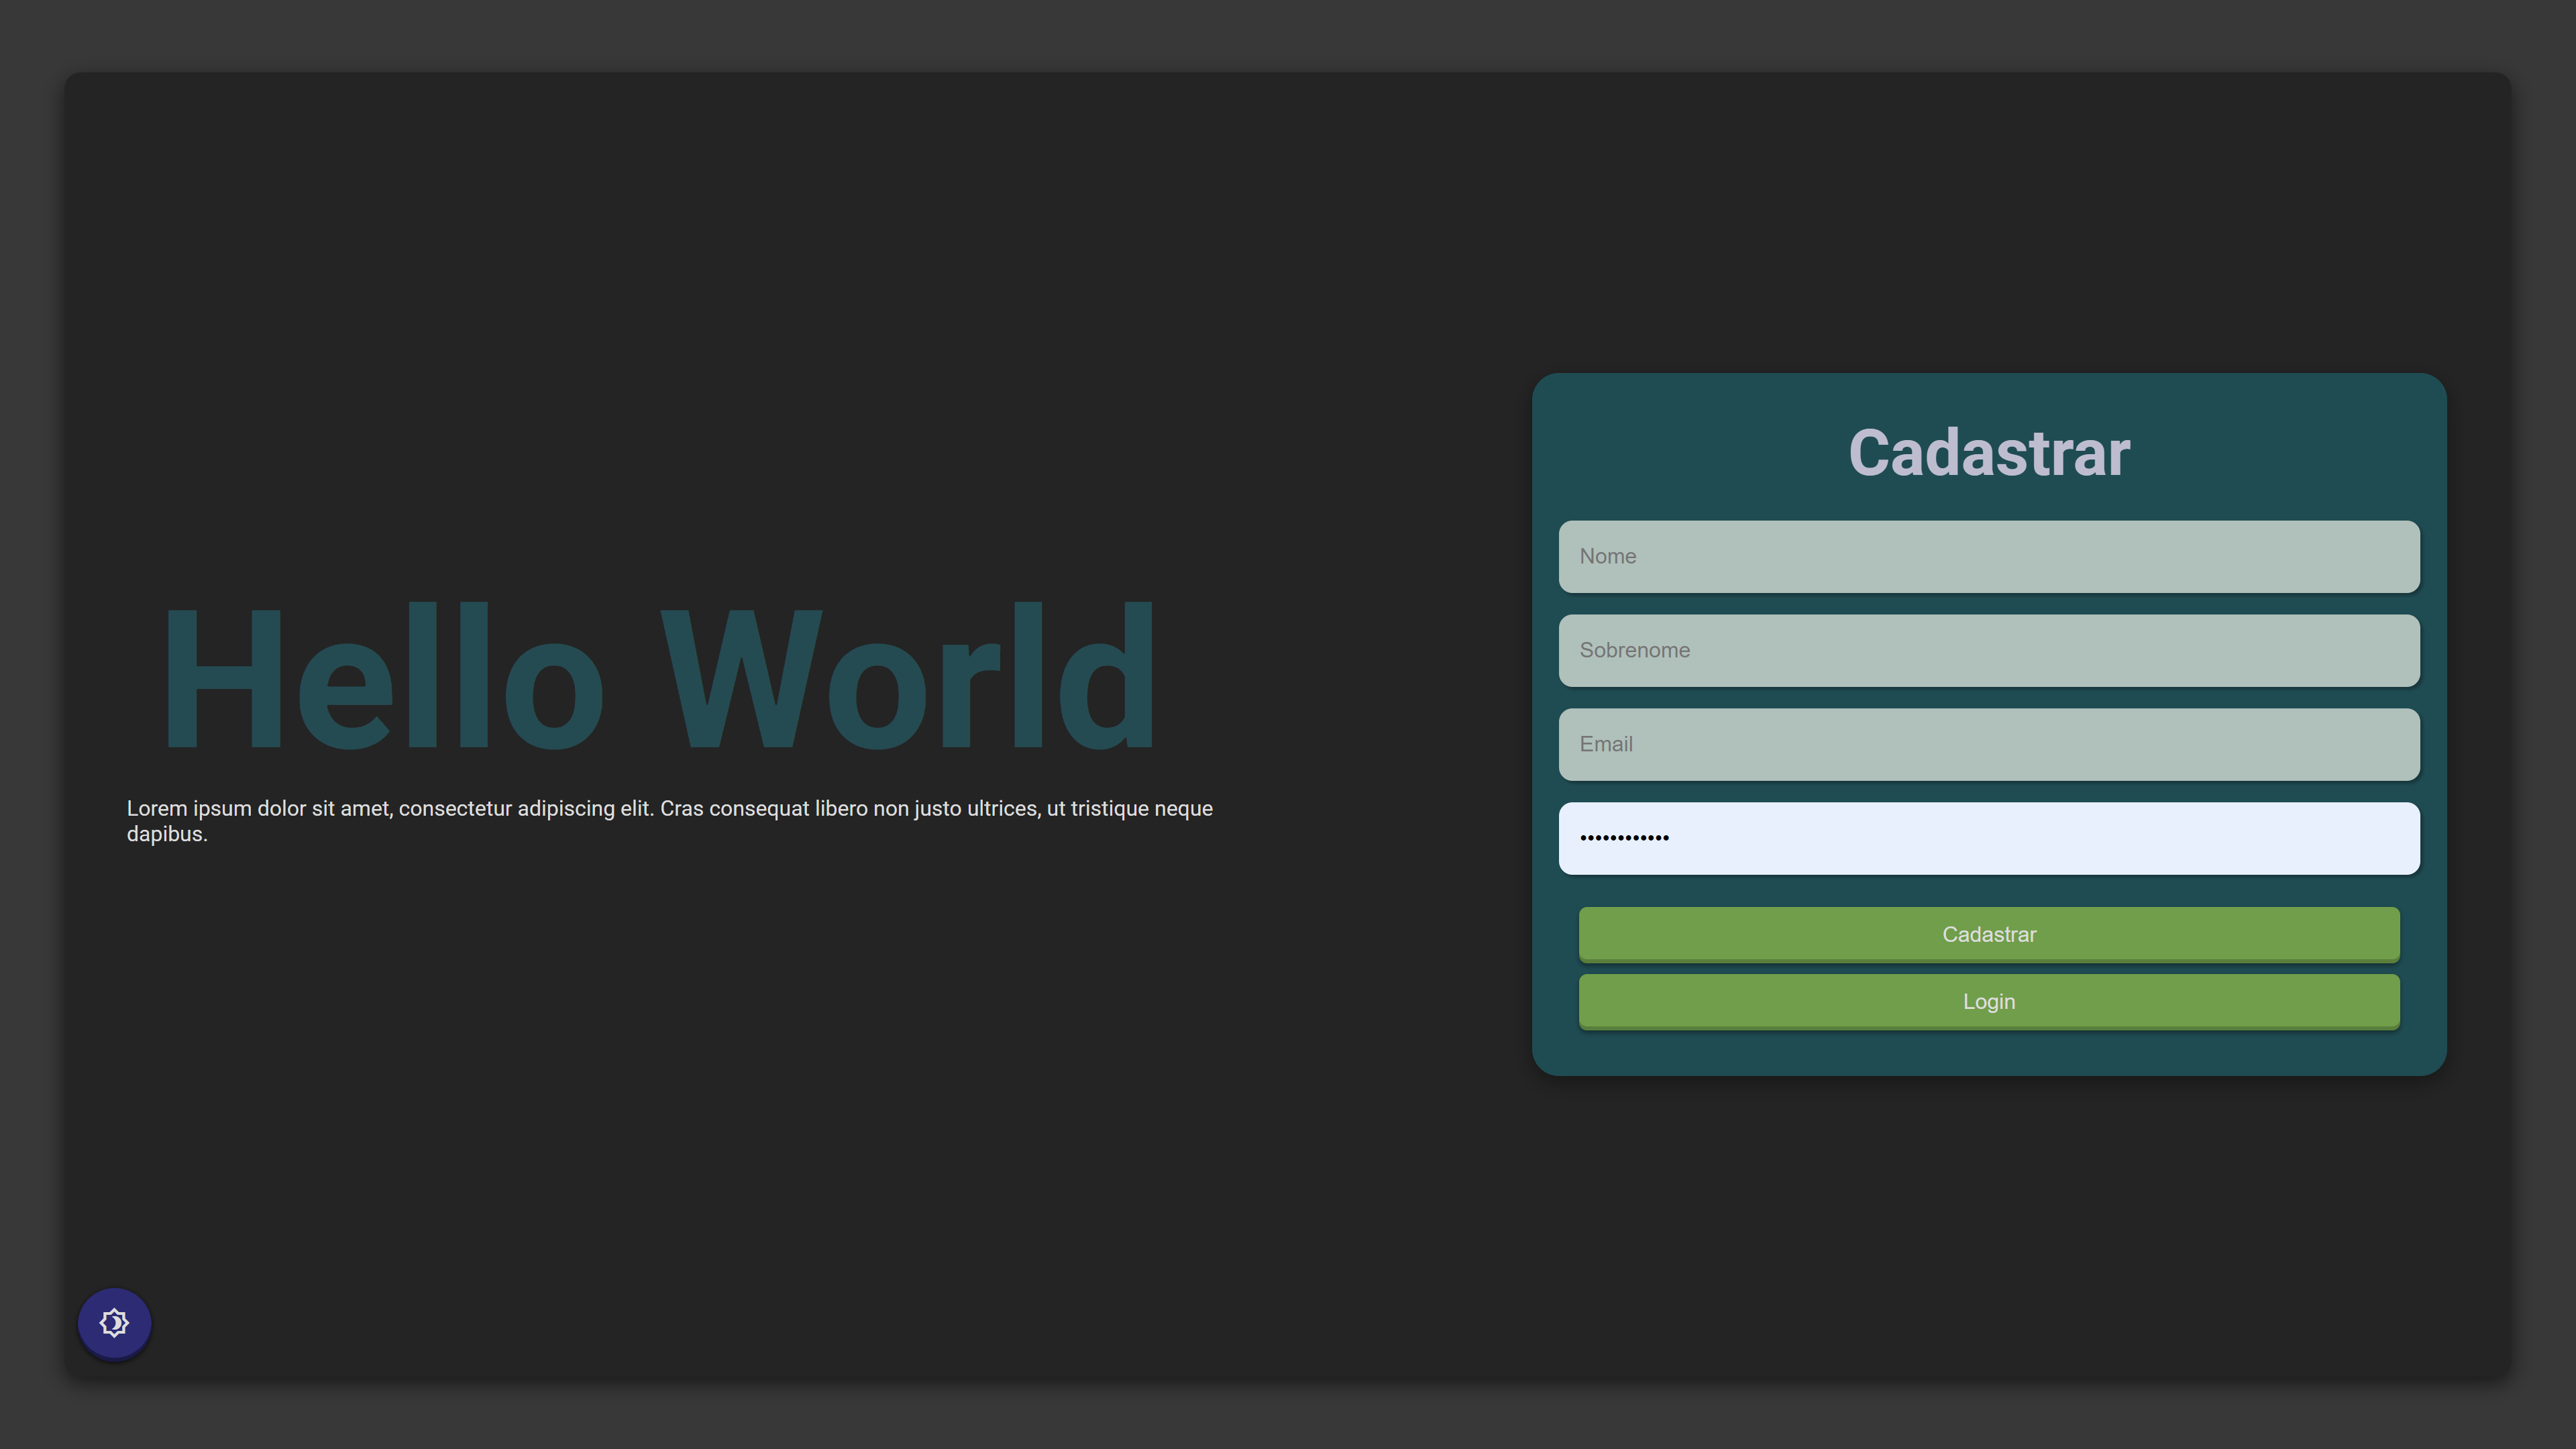 Hello World
Lorem ipsum dolor sit amet, consectetur adipiscing elit. Cras consequat libero non justo ultrices, ut tristique neque
dapibus.
Cadastrar
Nome
Sobrenome
Email
••••••••••••
Cadastrar
Login